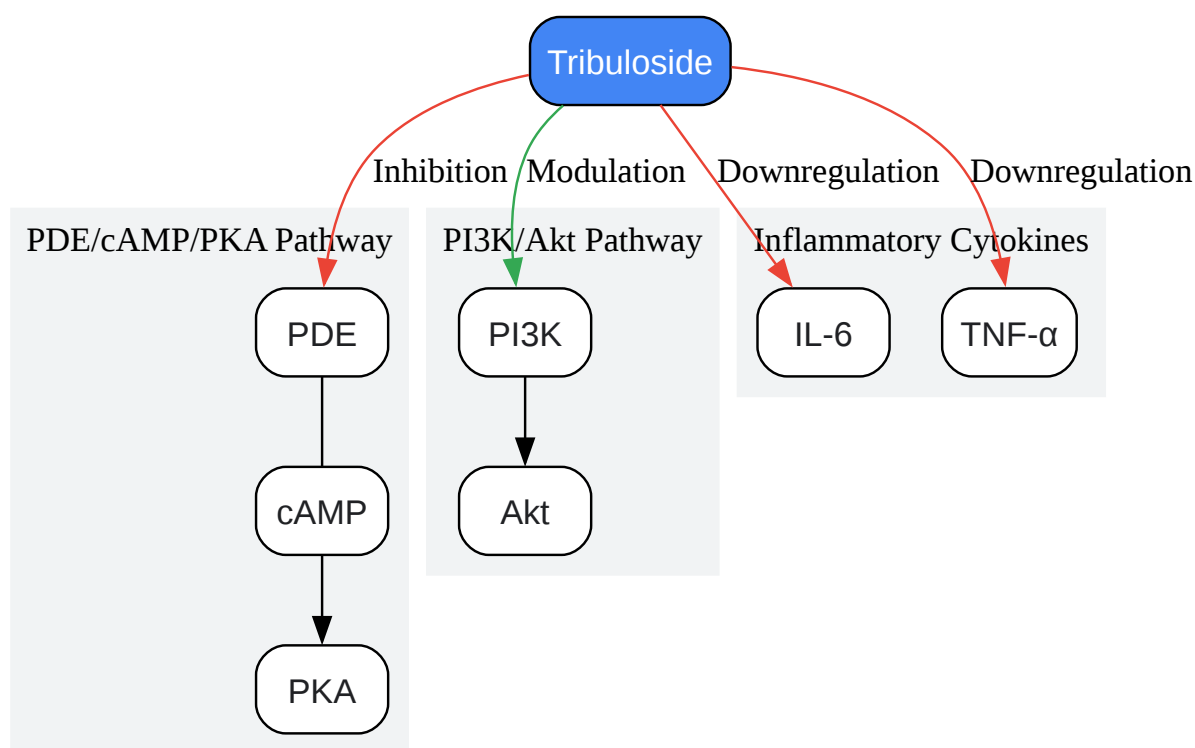 Tribuloside
Inhibition
Modulation
Downregulation
Downregulation
PDE/cAMP/PKA Pathway
PI3K/Akt Pathway
Inflammatory Cytokines
PDE
PI3K
IL-6
TNF-α
cAMP
Akt
PKA